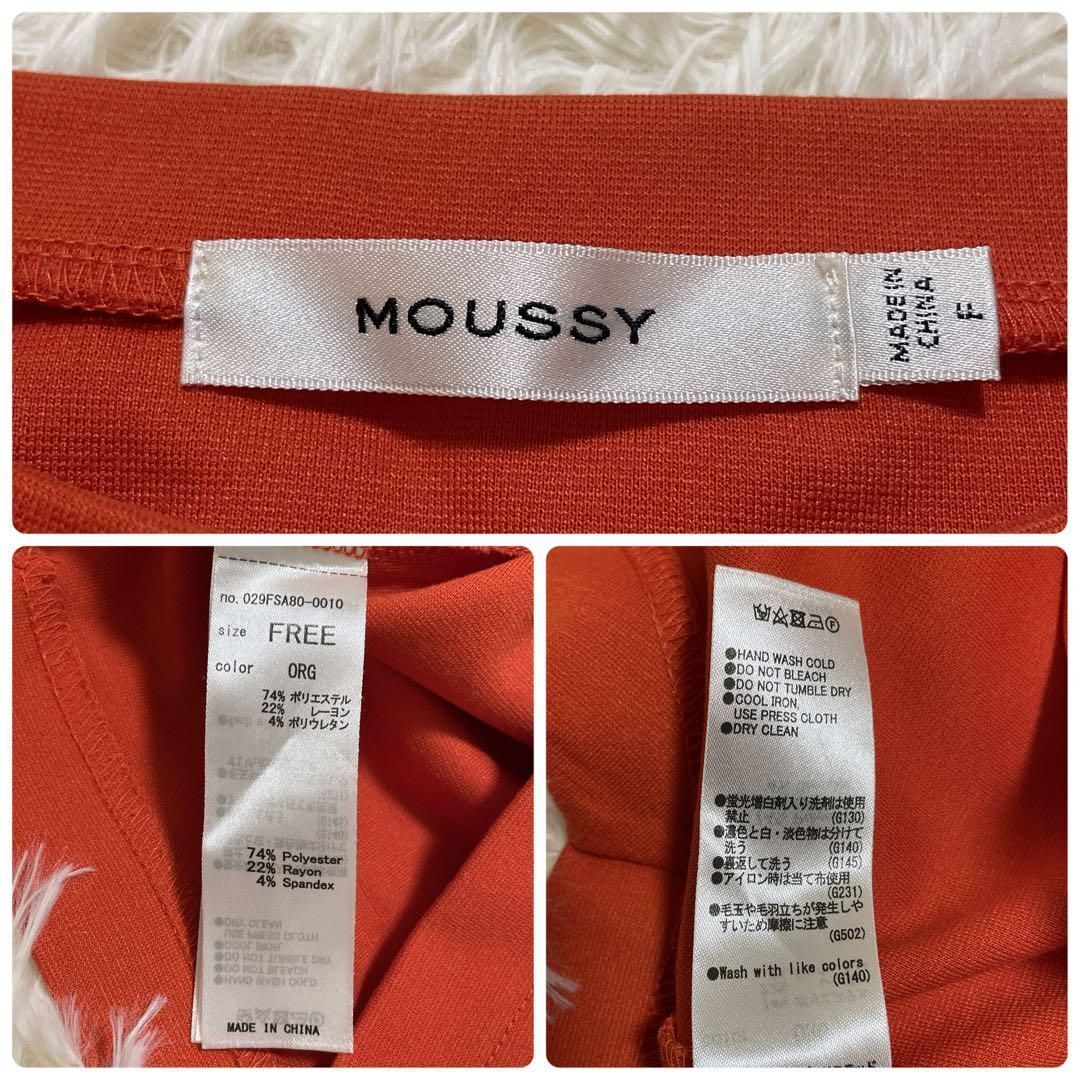 MOUSSY
MADE IN
CHINA
F
no. 029FSA80-0010
size FREE
color ORG
74% ポリエステル
22% レーヨン
4% ポリウレタン
74% Polyester
22% Rayon
4% Spandex
MADE IN CHINA
●HAND WASH COLD
●DO NOT BLEACH
●DO NOT TUMBLE DRY
●COOL IRON,
USE PRESS CLOTH
●DRY CLEAN
●蛍光増白剤入り洗剤は使用
禁止 (G130)
●濃色と白・淡色物は分けて
洗う (G140)
●裏返して洗う (G145)
●アイロン時は当て布使用
(G231)
●毛玉や毛羽立ちが発生しや
すいため摩擦に注意
(G502)
●Wash with like colors
(G140)